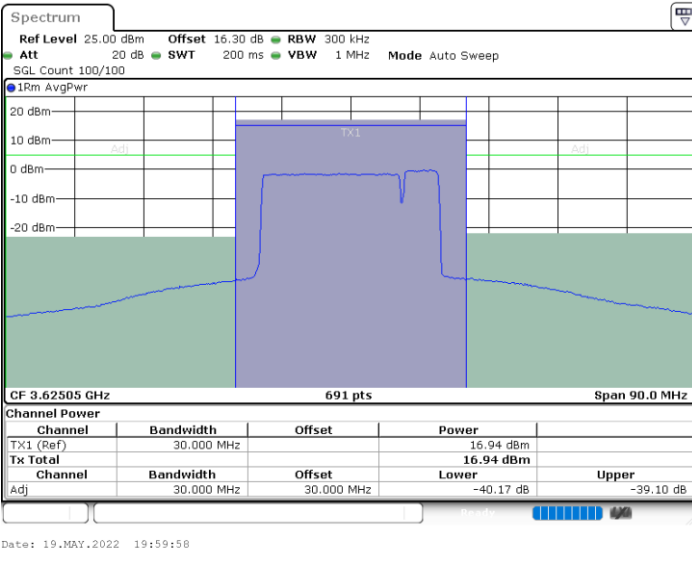 Spectrum
Ref Level 25.00 dBm Offset 16.30 dB RBW 300 kHz
Att 20 dB SWT 200 ms VBW 1 MHz Mode Auto Sweep
SGL Count 100/100
1Rm AvgPwr
20 dBm
TX1
10 dBm
Adj Adj
0 dBm
-10 dBm
-20 dBm
CF 3.62505 GHz 691 pts Span 90.0 MHz
Channel Power
Channel Bandwidth Offset Power
TX1 (Ref) 30.000 MHz 16.94 dBm
Tx Total 16.94 dBm
Channel Bandwidth Offset Lower Upper
Adj 30.000 MHz 30.000 MHz -40.17 dB -39.10 dB
Ready
Date: 19.MAY.2022 19:59:58